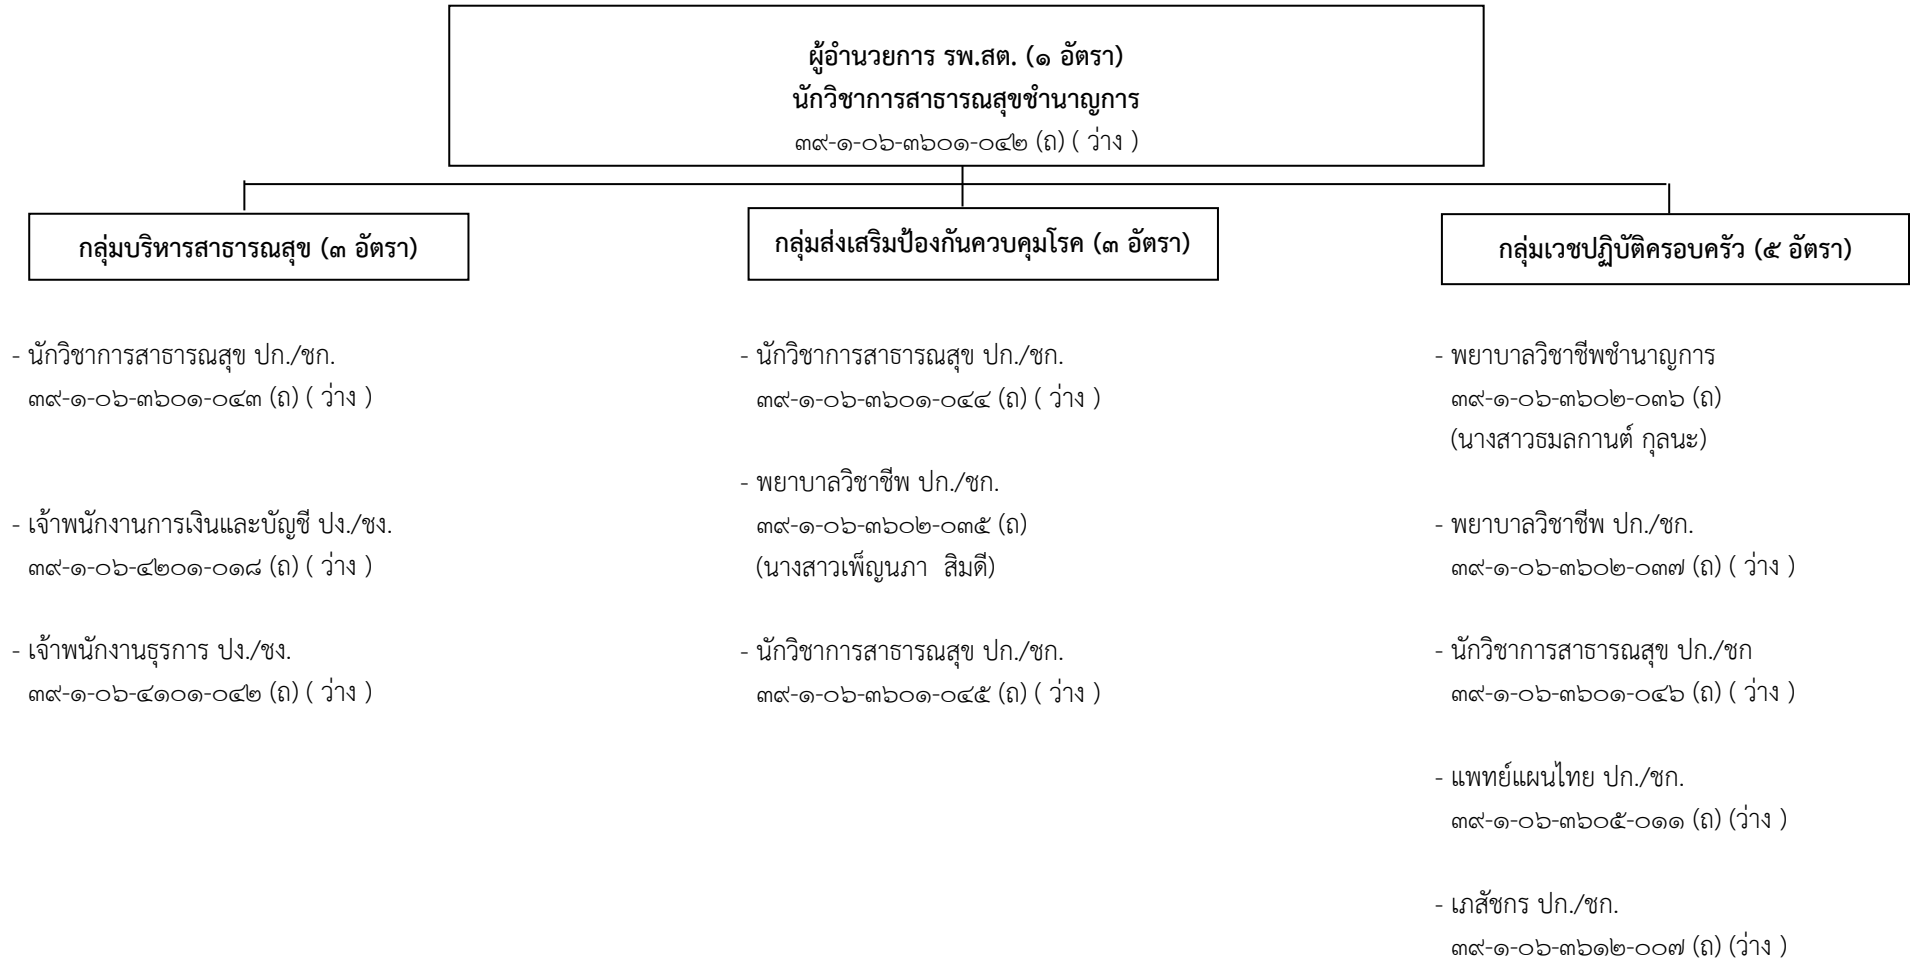 ผู้อำนวยการ รพ.สต. (๑ อัตรา)
นักวิชาการสาธารณสุขชำนาญการ
๓๙-๑-๐๖-๓๖๐๑-๐๔๒ (ถ) ( ว่าง )
กลุ่มบริหารสาธารณสุข (๓ อัตรา)
- นักวิชาการสาธารณสุข ปก./ชก.
๓๙-๑-๐๖-๓๖๐๑-๐๔๓ (ถ) ( ว่าง )
- เจ้าพนักงานการเงินและบัญชี ปง./ชง.
๓๙-๑-๐๖-๔๒๐๑-๐๑๘ (ถ) ( ว่าง )
- เจ้าพนักงานธุรการ ปง./ชง.
๓๙-๑-๐๖-๔๑๐๑-๐๔๒ (ถ) ( ว่าง )
กลุ่มส่งเสริมป้องกันควบคุมโรค (๓ อัตรา)
- นักวิชาการสาธารณสุข ปก./ชก.
๓๙-๑-๐๖-๓๖๐๑-๐๔๔ (ถ) ( ว่าง )
- พยาบาลวิชาชีพ ปก./ชก.
๓๙-๑-๐๖-๓๖๐๒-๐๓๕ (ถ)
(นางสาวเพ็ญนภา  สิมดี)
- นักวิชาการสาธารณสุข ปก./ชก.
๓๙-๑-๐๖-๓๖๐๑-๐๔๕ (ถ) ( ว่าง )
กลุ่มเวชปฏิบัติครอบครัว (๕ อัตรา)
- พยาบาลวิชาชีพชำนาญการ
๓๙-๑-๐๖-๓๖๐๒-๐๓๖ (ถ)
(นางสาวธมลกานต์ กุลนะ)
- พยาบาลวิชาชีพ ปก./ชก.
๓๙-๑-๐๖-๓๖๐๒-๐๓๗ (ถ) ( ว่าง )
- นักวิชาการสาธารณสุข ปก./ชก
๓๙-๑-๐๖-๓๖๐๑-๐๔๖ (ถ) ( ว่าง )
- แพทย์แผนไทย ปก./ชก.
๓๙-๑-๐๖-๓๖๐๕-๐๑๑ (ถ) (ว่าง )
- เภสัชกร ปก./ชก.
๓๙-๑-๐๖-๓๖๑๒-๐๐๗ (ถ) (ว่าง )